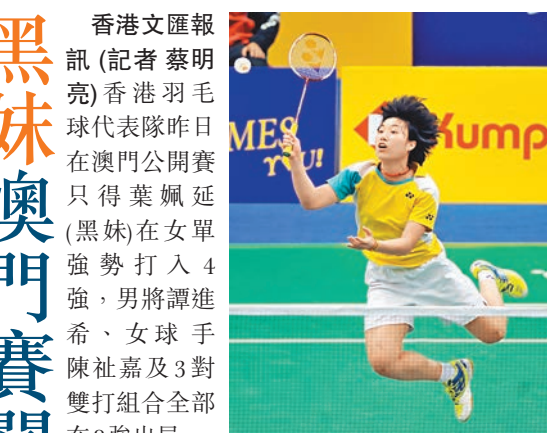 黑妹澳門賽
香港文匯報
訊 (記者 蔡明
亮) 香港羽毛
球代表隊昨日
在澳門公開賽
只得葉姵延
(黑妹)在女單
強勢打入 4
強，男將譚進
希、女球手
陳祉嘉及3對
雙打組合全部
YOU!
Kump